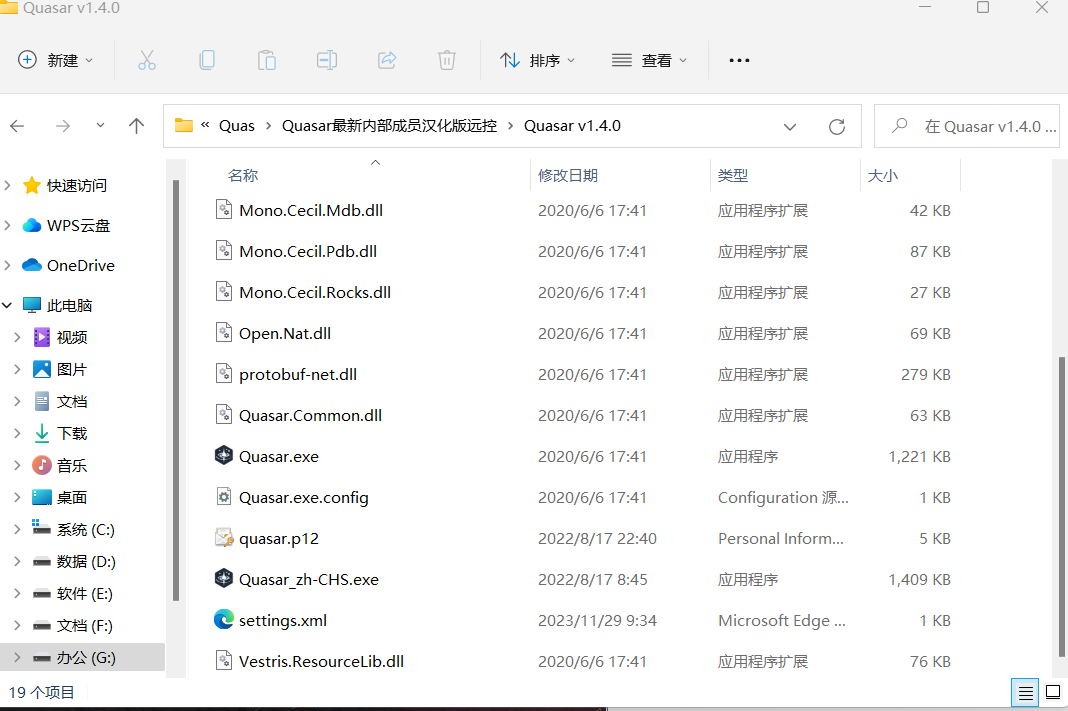 Quasar v1.4.0
新建
排序
查看
« Quas › Quasar最新内部成员汉化版远控 › Quasar v1.4.0
在 Quasar v1.4.0 ...
名称 修改日期 类型 大小
快速访问
WPS云盘
OneDrive
此电脑
视频
图片
文档
下载
音乐
桌面
系统 (C:)
数据 (D:)
软件 (E:)
文档 (F:)
办公 (G:)
Mono.Cecil.Mdb.dll 2020/6/6 17:41 应用程序扩展 42 KB
Mono.Cecil.Pdb.dll 2020/6/6 17:41 应用程序扩展 87 KB
Mono.Cecil.Rocks.dll 2020/6/6 17:41 应用程序扩展 27 KB
Open.Nat.dll 2020/6/6 17:41 应用程序扩展 69 KB
protobuf-net.dll 2020/6/6 17:41 应用程序扩展 279 KB
Quasar.Common.dll 2020/6/6 17:41 应用程序扩展 63 KB
Quasar.exe 2020/6/6 17:41 应用程序 1,221 KB
Quasar.exe.config 2020/6/6 17:41 Configuration 源... 1 KB
quasar.p12 2022/8/17 22:40 Personal Inform... 5 KB
Quasar_zh-CHS.exe 2022/8/17 8:45 应用程序 1,409 KB
settings.xml 2023/11/29 9:34 Microsoft Edge ... 1 KB
Vestris.ResourceLib.dll 2020/6/6 17:41 应用程序扩展 76 KB
19 个项目